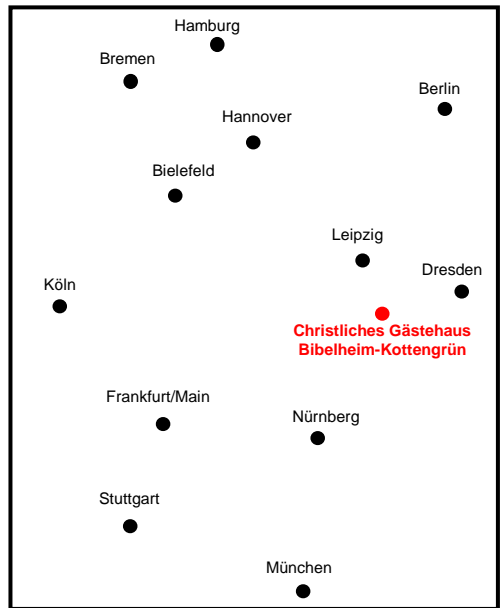 Hamburg
Bremen
Berlin
Hannover
Bielefeld
Leipzig
Dresden
Köln
Christliches Gästehaus
Bibelheim-Kottengrün
Frankfurt/Main
Nürnberg
Stuttgart
München